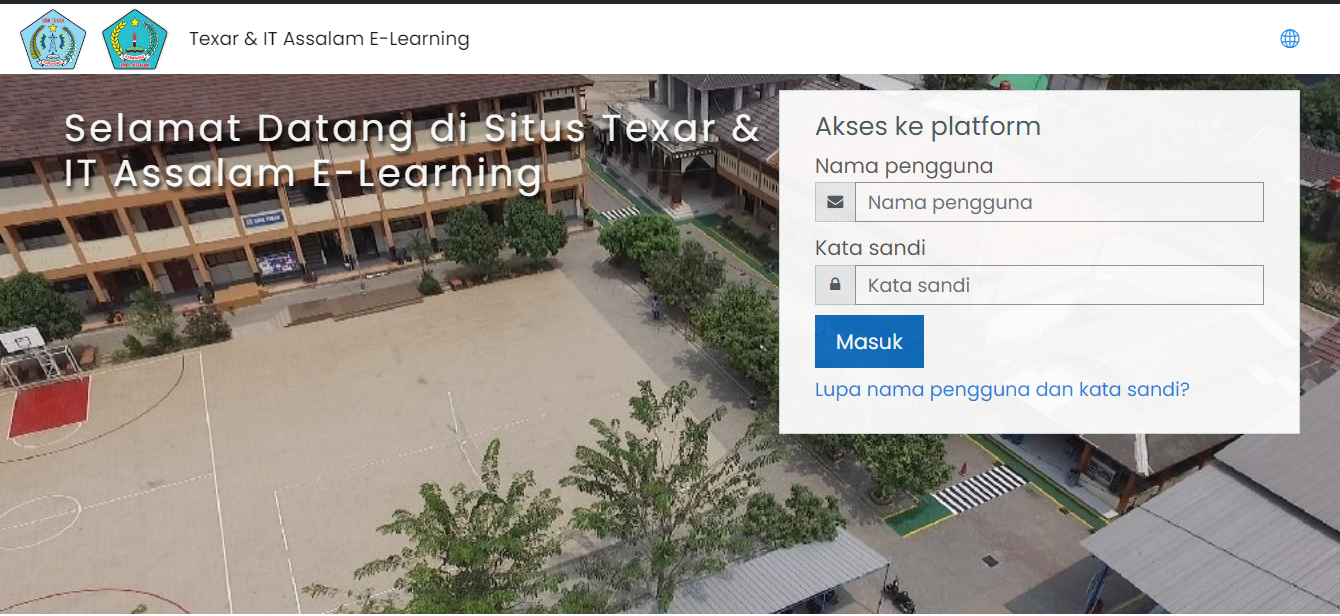 Texar & IT Assalam E-Learning
Selamat Datang di Situs Texar &
IT Assalam E-Learning
Akses ke platform
Nama pengguna
Nama pengguna
Kata sandi
Kata sandi
Masuk
Lupa nama pengguna dan kata sandi?